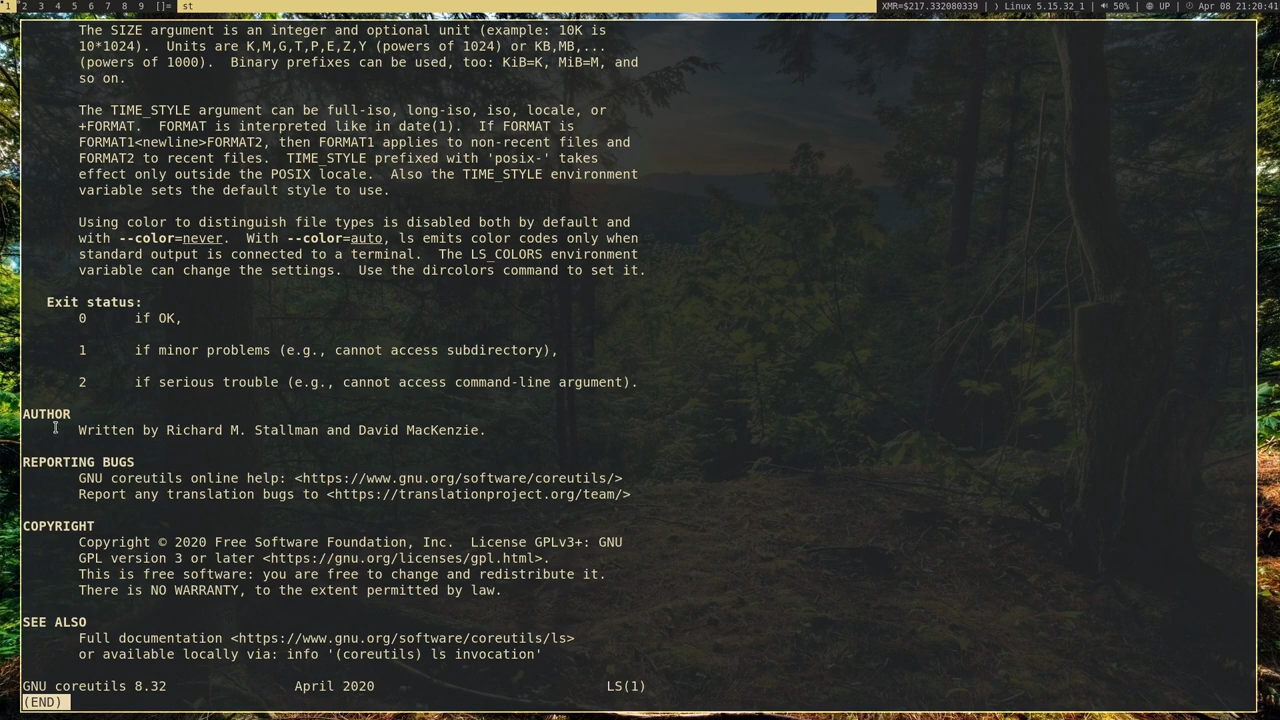 1 2 3 4 5 6 7 8 9 []= st XMR=$217.332080339 | ) Linux 5.15.32 1 | 50% | UP | Apr 08 21:20:41
The SIZE argument is an integer and optional unit (example: 10K is
10*1024).  Units are K,M,G,T,P,E,Z,Y (powers of 1024) or KB,MB,...
(powers of 1000).  Binary prefixes can be used, too: KiB=K, MiB=M, and
so on.
The TIME_STYLE argument can be full-iso, long-iso, iso, locale, or
+FORMAT.  FORMAT is interpreted like in date(1).  If FORMAT is
FORMAT1<newline>FORMAT2, then FORMAT1 applies to non-recent files and
FORMAT2 to recent files.  TIME_STYLE prefixed with 'posix-' takes
effect only outside the POSIX locale.  Also the TIME_STYLE environment
variable sets the default style to use.
Using color to distinguish file types is disabled both by default and
with --color=never.  With --color=auto, ls emits color codes only when
standard output is connected to a terminal.  The LS_COLORS environment
variable can change the settings.  Use the dircolors command to set it.
Exit status:
0      if OK,
1      if minor problems (e.g., cannot access subdirectory),
2      if serious trouble (e.g., cannot access command-line argument).
AUTHOR
Written by Richard M. Stallman and David MacKenzie.
REPORTING BUGS
GNU coreutils online help: <https://www.gnu.org/software/coreutils/>
Report any translation bugs to <https://translationproject.org/team/>
COPYRIGHT
Copyright © 2020 Free Software Foundation, Inc.  License GPLv3+: GNU
GPL version 3 or later <https://gnu.org/licenses/gpl.html>.
This is free software: you are free to change and redistribute it.
There is NO WARRANTY, to the extent permitted by law.
SEE ALSO
Full documentation <https://www.gnu.org/software/coreutils/ls>
or available locally via: info '(coreutils) ls invocation'
GNU coreutils 8.32                April 2020                             LS(1)
(END)